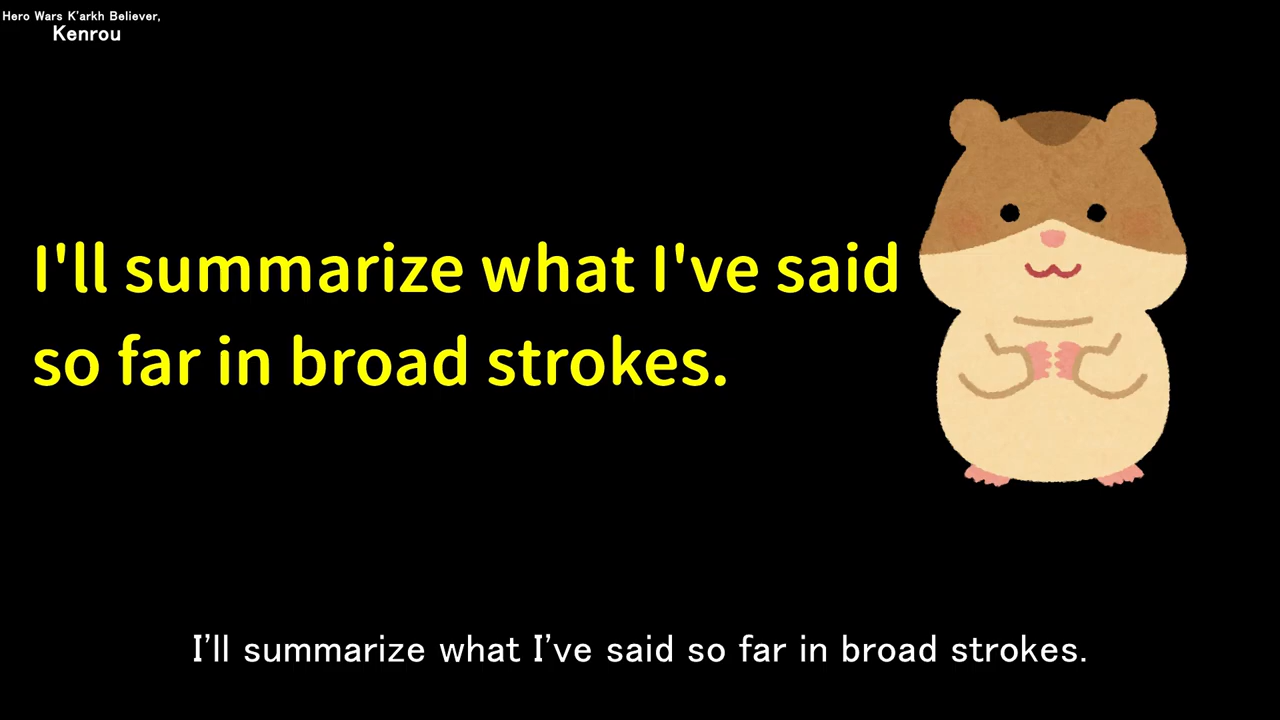 Hero Wars K'arkh Believer,
Kenrou
I'll summarize what I've said
so far in broad strokes.
I’ll summarize what I’ve said so far in broad strokes.